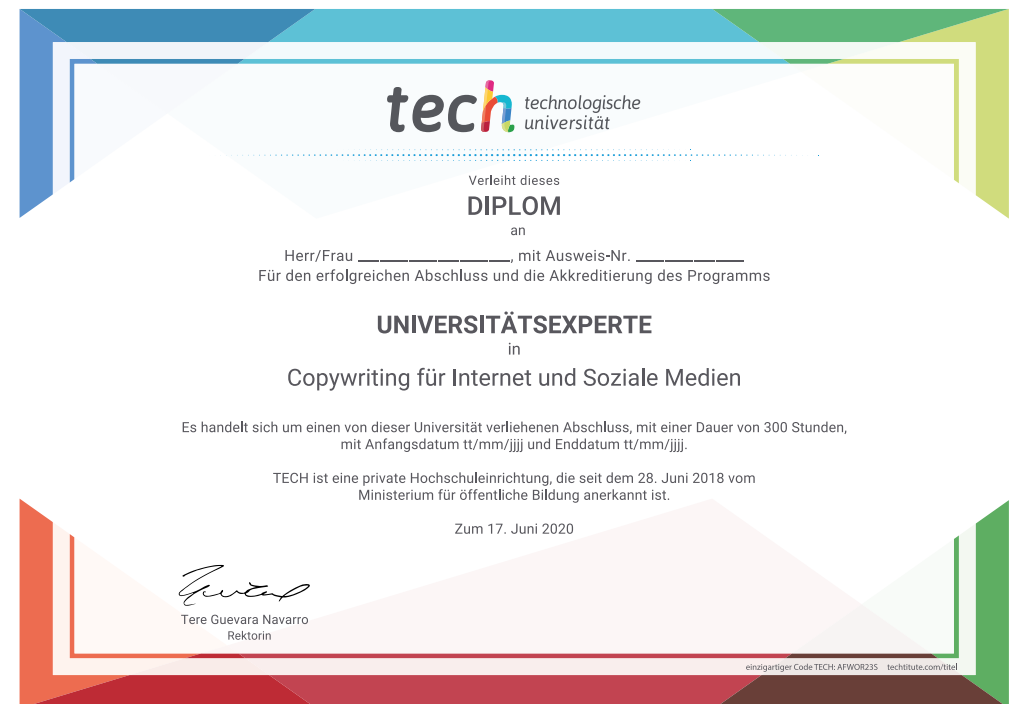 tech technologische
universität
Verleiht dieses
DIPLOM
an
Herr/Frau ____________, mit Ausweis-Nr. __________
Für den erfolgreichen Abschluss und die Akkreditierung des Programms
UNIVERSITÄTSEXPERTE
in
Copywriting für Internet und Soziale Medien
Es handelt sich um einen von dieser Universität verliehenen Abschluss, mit einer Dauer von 300 Stunden,
mit Anfangsdatum tt/mm/jjjj und Enddatum tt/mm/jjjj.
TECH ist eine private Hochschuleinrichtung, die seit dem 28. Juni 2018 vom
Ministerium für öffentliche Bildung anerkannt ist.
Zum 17. Juni 2020
Tere Guevara Navarro
Rektorin
einzigartiger Code TECH: AFWOR23S techtitute.com/titel